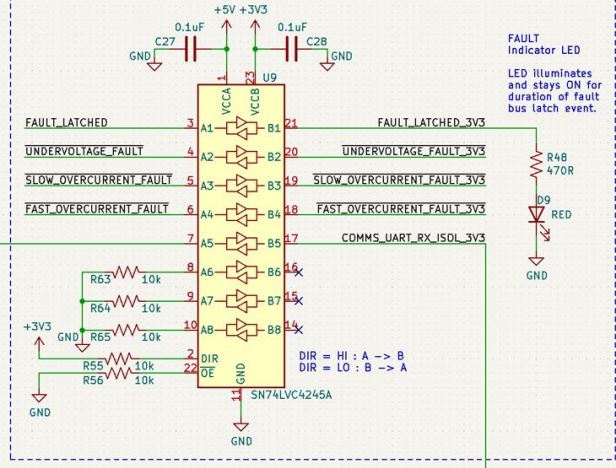 +5V +3V3
0.1uF
0.1uF
C27
C28
GND
GND
1
23
U9
VCCA
VCCB
FAULT
Indicator LED
LED illuminates
and stays ON for
duration of fault
bus latch event.
FAULT_LATCHED 3 A1 B1 21 FAULT_LATCHED_3V3
UNDERVOLTAGE_FAULT 4 A2 B2 20 UNDERVOLTAGE_FAULT_3V3
SLOW_OVERCURRENT_FAULT 5 A3 B3 19 SLOW_OVERCURRENT_FAULT_3V3
FAST_OVERCURRENT_FAULT 6 A4 B4 18 FAST_OVERCURRENT_FAULT_3V3
7 A5 B5 17 COMMS_UART_RX_ISOL_3V3
R48
470R
D9
RED
GND
8 A6 B6 16
R63 10k
9 A7 B7 15
R64 10k
10 A8 B8 14
GND R65 10k
+3V3
2 DIR
R55 10k
22 OE
R56 10k
GND
DIR = HI : A -> B
DIR = LO : B -> A
GND
11
SN74LVC4245A
GND